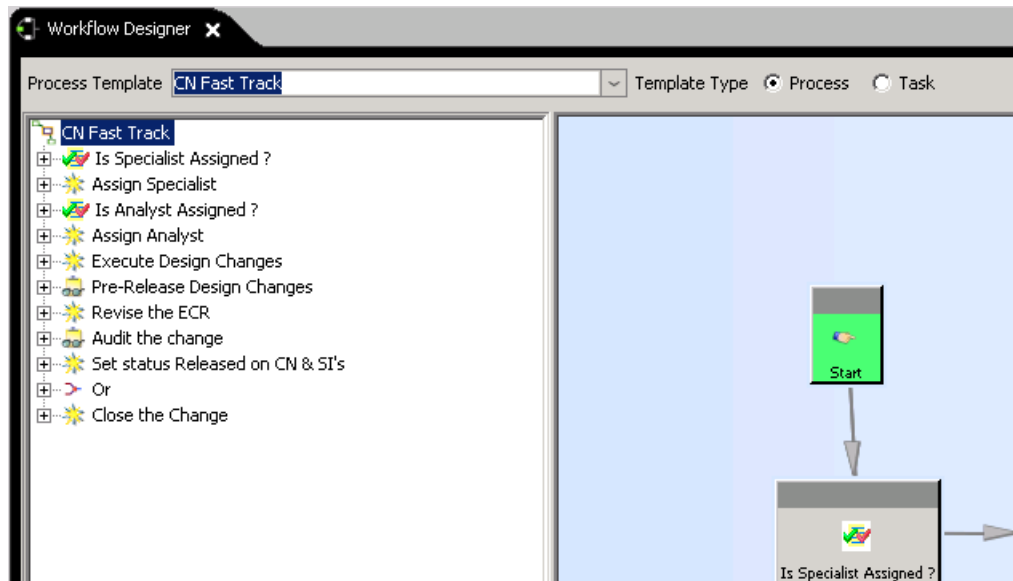 Workflow Designer
Process Template CN Fast Track Template Type Process Task
CN Fast Track
Is Specialist Assigned ?
Assign Specialist
Is Analyst Assigned ?
Assign Analyst
Execute Design Changes
Pre-Release Design Changes
Revise the ECR
Audit the change
Set status Released on CN & SI's
Or
Close the Change
Start
Is Specialist Assigned ?